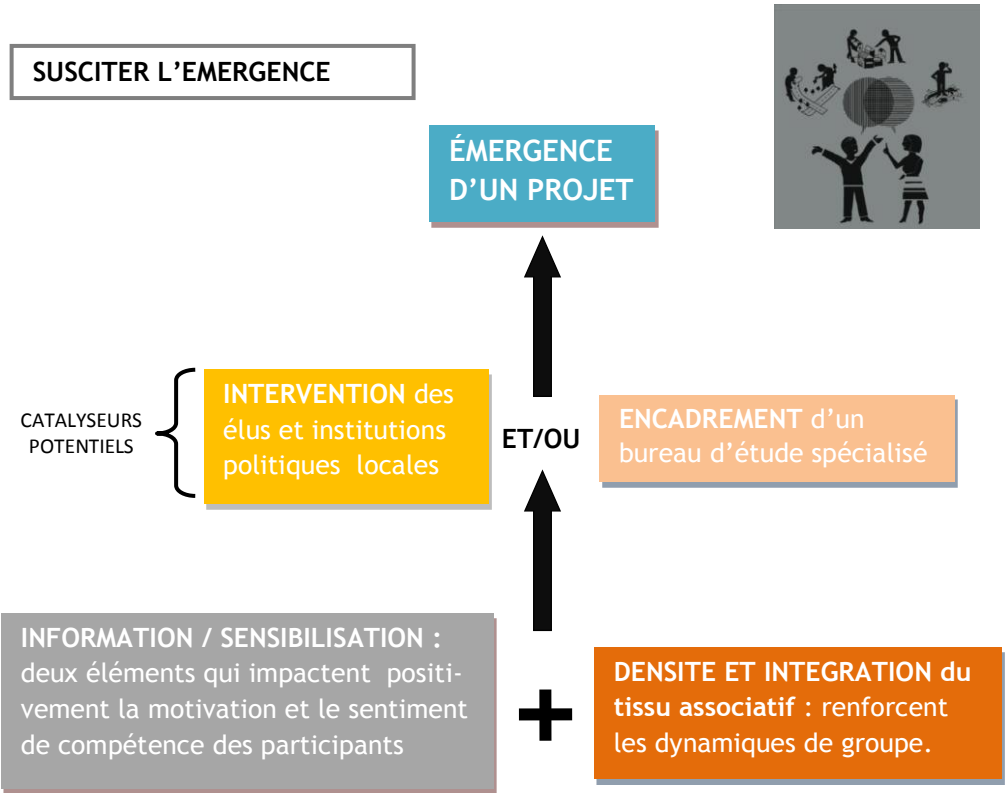 SUSCITER L’EMERGENCE
ÉMERGENCE
D’UN PROJET
CATALYSEURS
POTENTIELS
INTERVENTION des
élus et institutions
politiques locales
ET/OU
ENCADREMENT d’un
bureau d’étude spécialisé
INFORMATION / SENSIBILISATION :
deux éléments qui impactent positi-
vement la motivation et le sentiment
de compétence des participants
+
DENSITE ET INTEGRATION du
tissu associatif : renforcent
les dynamiques de groupe.